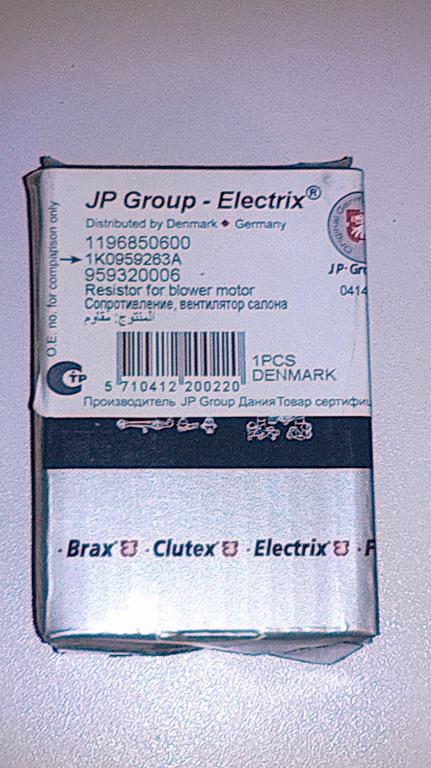 JP Group - Electrix®
Distributed by Denmark ◆ Germany
1196850600
→ 1K0959263A
959320006
Resistor for blower motor
Сопротивление, вентилятор салона
المنتوج: مقاوم
O.E. no. for comparison only
JP-Gr
0414
1PCS
DENMARK
5 710412 200220
Производитель JP Group Дания Товар сертифи
·Brax ·Clutex ·Electrix ·F